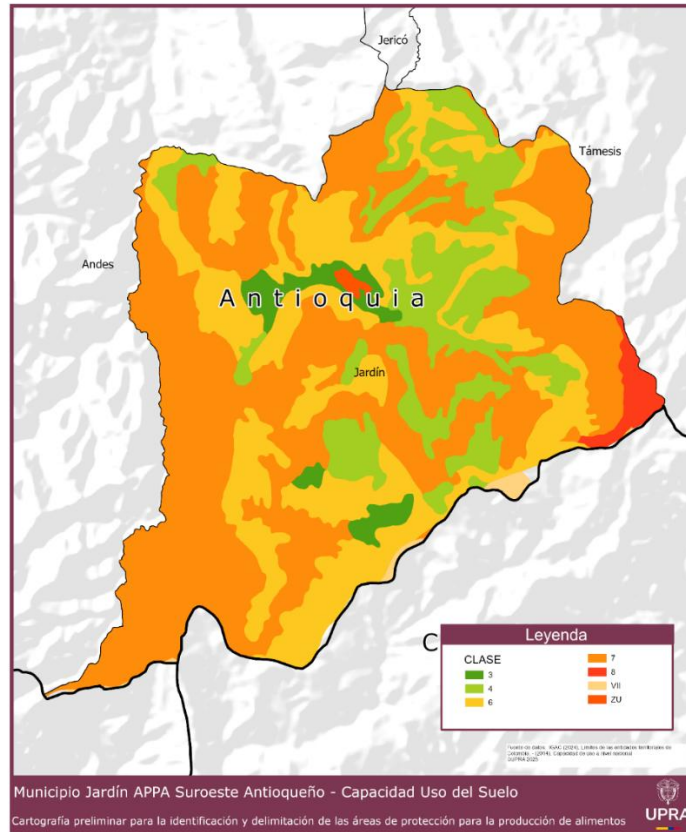 Jericó
Támesis
Andes
Antioquia
Jardín
C
Leyenda
CLASE
3
4
6
7
8
VII
ZU
Municipio Jardín APPA Suroeste Antioqueño - Capacidad Uso del Suelo
Cartografía preliminar para la identificación y delimitación de las áreas de protección para la producción de alimentos
UPRA